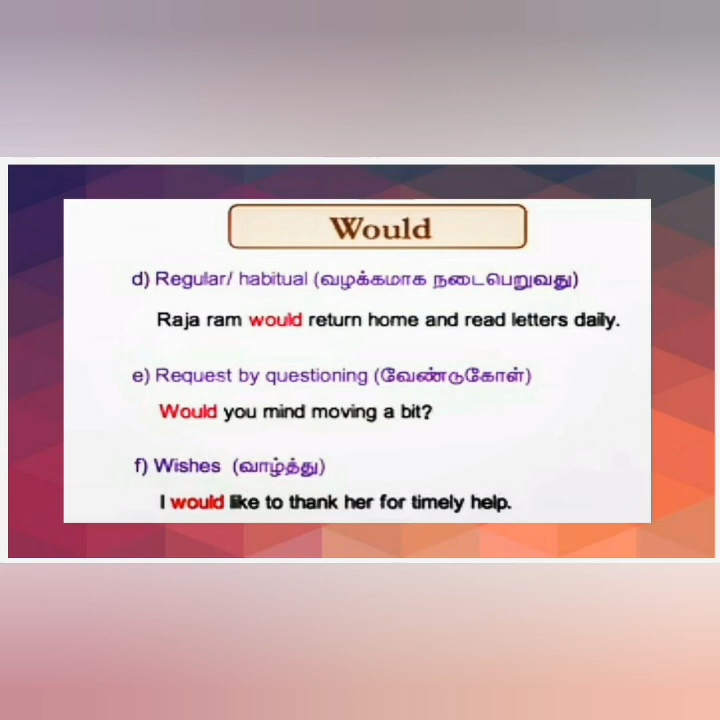 Would
d) Regular/ habitual (வழக்கமாக நடைபெறுவது)
Raja ram would return home and read letters daily.
e) Request by questioning (வேண்டுகோள்)
Would you mind moving a bit?
f) Wishes (வாழ்த்து)
I would like to thank her for timely help.